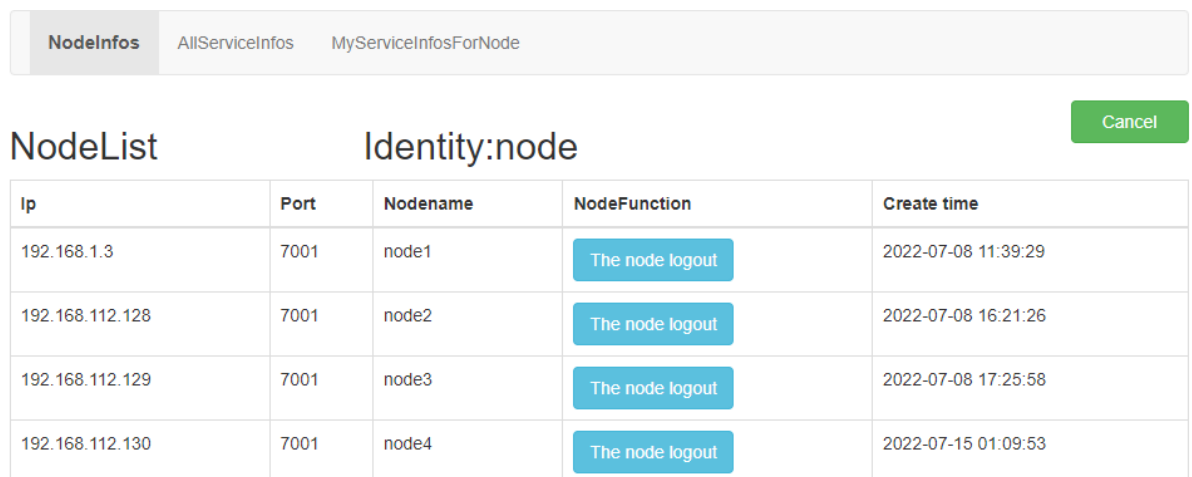 NodeInfos AllServiceInfos MyServiceInfosForNode
Cancel
NodeList Identity:node
Ip Port Nodename NodeFunction Create time
192.168.1.3 7001 node1 The node logout 2022-07-08 11:39:29
192.168.112.128 7001 node2 The node logout 2022-07-08 16:21:26
192.168.112.129 7001 node3 The node logout 2022-07-08 17:25:58
192.168.112.130 7001 node4 The node logout 2022-07-15 01:09:53